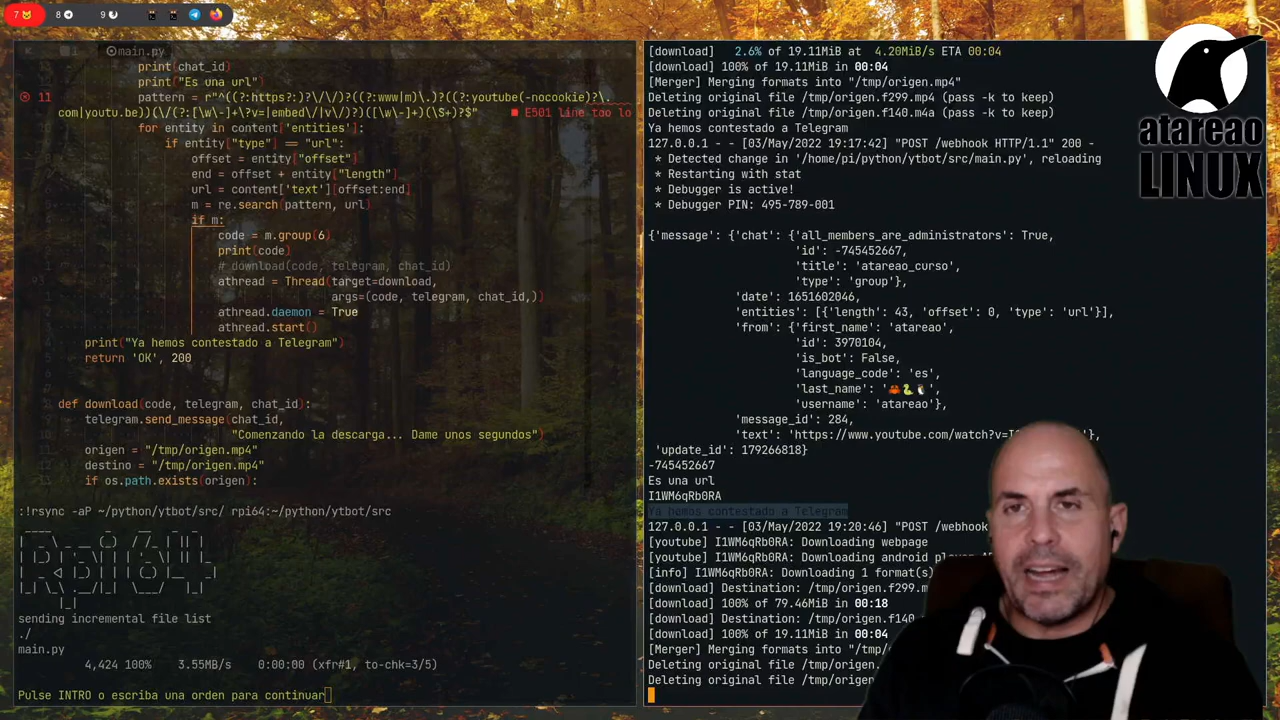 7
8
9
main.py
print(chat_id)
print("Es una url")
11
pattern = r"^((?:https?:)?\/\/)?((?:www|m)\.)?((?:youtube(-nocookie)?\.
com|youtu.be))(\/(?:[\w\-]+\?v=|embed\/|v\/)?)([\w\-]+)(\S+)?$"
E501 line too lo
for entity in content['entities']:
if entity["type"] == "url":
offset = entity["offset"]
end = offset + entity["length"]
url = content['text'][offset:end]
m = re.search(pattern, url)
if m:
code = m.group(6)
print(code)
# download(code, telegram, chat_id)
athread = Thread(target=download,
args=(code, telegram, chat_id,))
athread.daemon = True
athread.start()
print("Ya hemos contestado a Telegram")
return 'OK', 200
def download(code, telegram, chat_id):
telegram.send_message(chat_id,
"Comenzando la descarga... Dame unos segundos")
origen = "/tmp/origen.mp4"
destino = "/tmp/origen.mp4"
if os.path.exists(origen):
:!rsync -aP ~/python/ytbot/src/ rpi64:~/python/ytbot/src
Rpi64
sending incremental file list
./
main.py
4,424 100% 3.55MB/s 0:00:00 (xfr#1, to-chk=3/5)
Pulse INTRO o escriba una orden para continuar
[download] 2.6% of 19.11MiB at 4.20MiB/s ETA 00:04
[download] 100% of 19.11MiB in 00:04
[Merger] Merging formats into "/tmp/origen.mp4"
Deleting original file /tmp/origen.f299.mp4 (pass -k to keep)
Deleting original file /tmp/origen.f140.m4a (pass -k to keep)
Ya hemos contestado a Telegram
127.0.0.1 - - [03/May/2022 19:17:42] "POST /webhook HTTP/1.1" 200 -
* Detected change in '/home/pi/python/ytbot/src/main.py', reloading
* Restarting with stat
* Debugger is active!
* Debugger PIN: 495-789-001
{'message': {'chat': {'all_members_are_administrators': True,
'id': -745452667,
'title': 'atareao_curso',
'type': 'group'},
'date': 1651602046,
'entities': [{'length': 43, 'offset': 0, 'type': 'url'}],
'from': {'first_name': 'atareao',
'id': 3970104,
'is_bot': False,
'language_code': 'es',
'last_name': '🦀🐍🐧',
'username': 'atareao'},
'message_id': 284,
'text': 'https://www.youtube.com/watch?v=I
'},
'update_id': 179266818}
-745452667
Es una url
I1WM6qRb0RA
Ya hemos contestado a Telegram
127.0.0.1 - - [03/May/2022 19:20:46] "POST /webhook
[youtube] I1WM6qRb0RA: Downloading webpage
[youtube] I1WM6qRb0RA: Downloading android player
[info] I1WM6qRb0RA: Downloading 1 format(s)
[download] Destination: /tmp/origen.f299.m
[download] 100% of 79.46MiB in 00:18
[download] Destination: /tmp/origen.f140
[download] 100% of 19.11MiB in 00:04
[Merger] Merging formats into "/tmp/o
Deleting original file /tmp/origen
Deleting original file /tmp/origen
atareao
LINUX